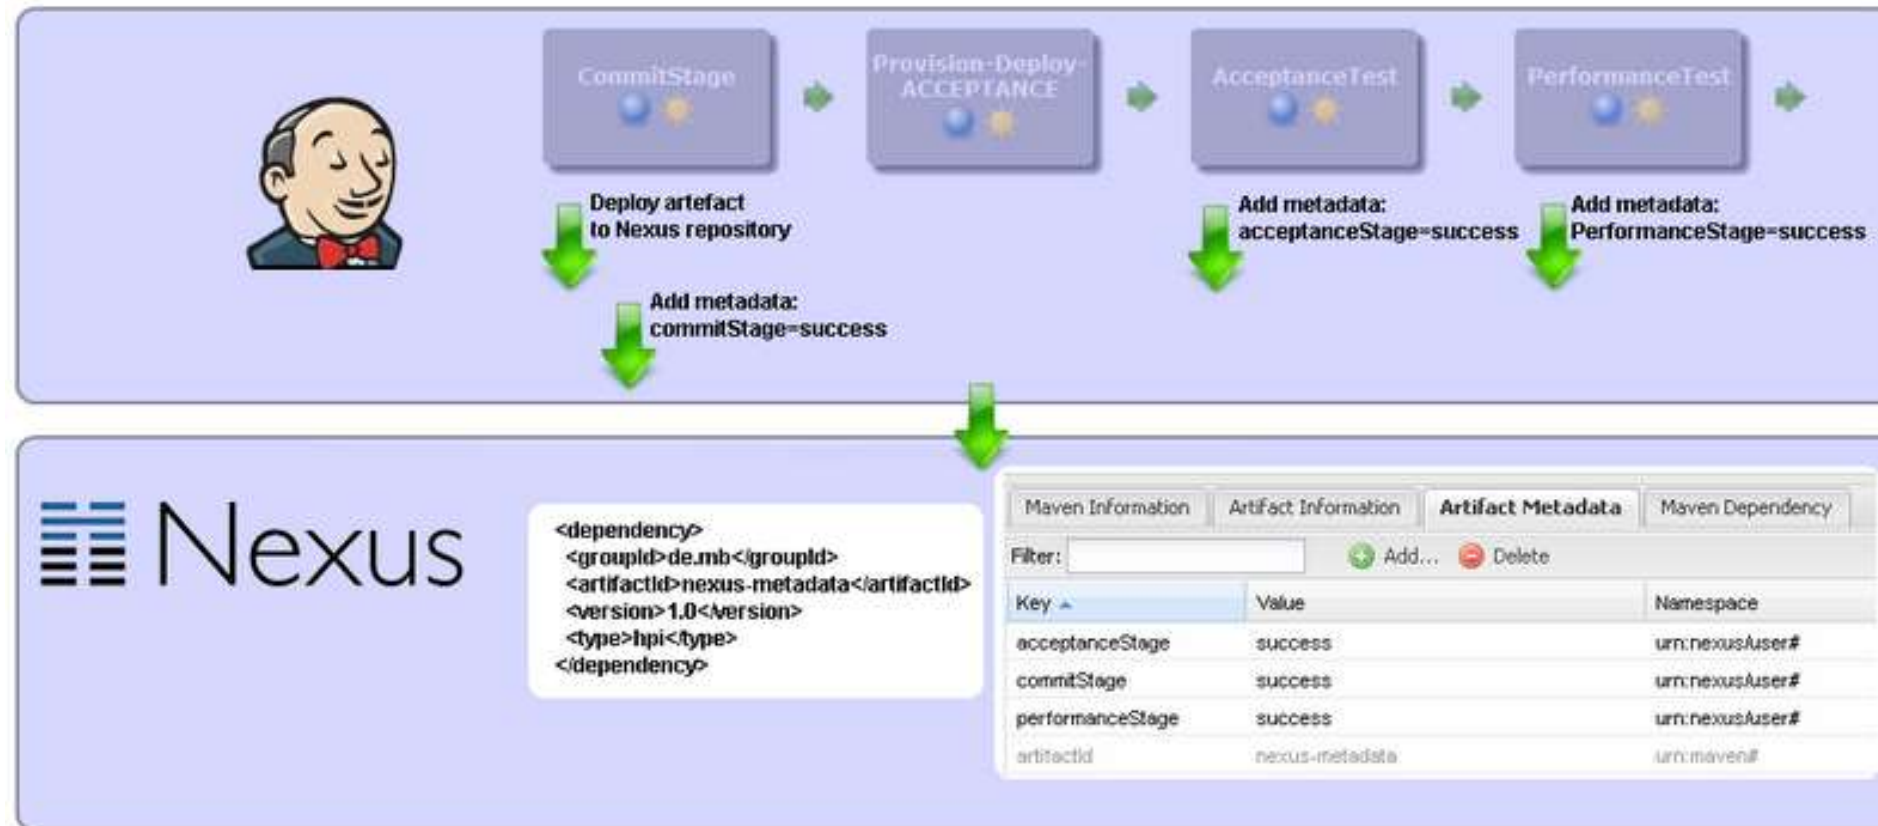 CommitStage
Provision-Deploy-
ACCEPTANCE
AcceptanceTest
PerformanceTest
Deploy artefact
to Nexus repository
Add metadata:
commitStage=success
Add metadata:
acceptanceStage=success
Add metadata:
PerformanceStage=success
Nexus
<dependency>
<groupId>de.mb</groupId>
<artifactId>nexus-metadata</artifactId>
<version>1.0</version>
<type>hpi</type>
</dependency>
Maven Information Artifact Information Artifact Metadata Maven Dependency
Filter: Add... Delete
Key Value Namespace
acceptanceStage success urn:nexus/user#
commitStage success urn:nexus/user#
performanceStage success urn:nexus/user#
artifactId nexus-metadata urn:maven#